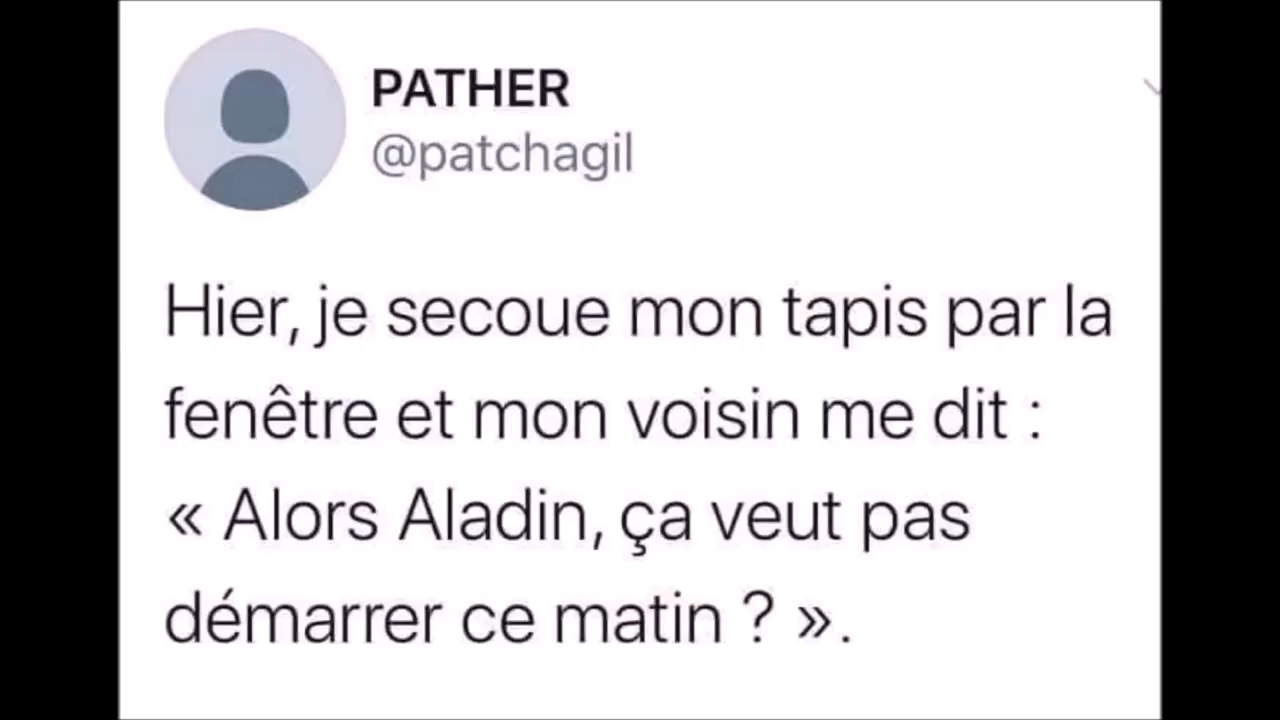 PATHER
@patchagil
Hier, je secoue mon tapis par la
fenêtre et mon voisin me dit :
« Alors Aladin, ça veut pas
démarrer ce matin ? ».